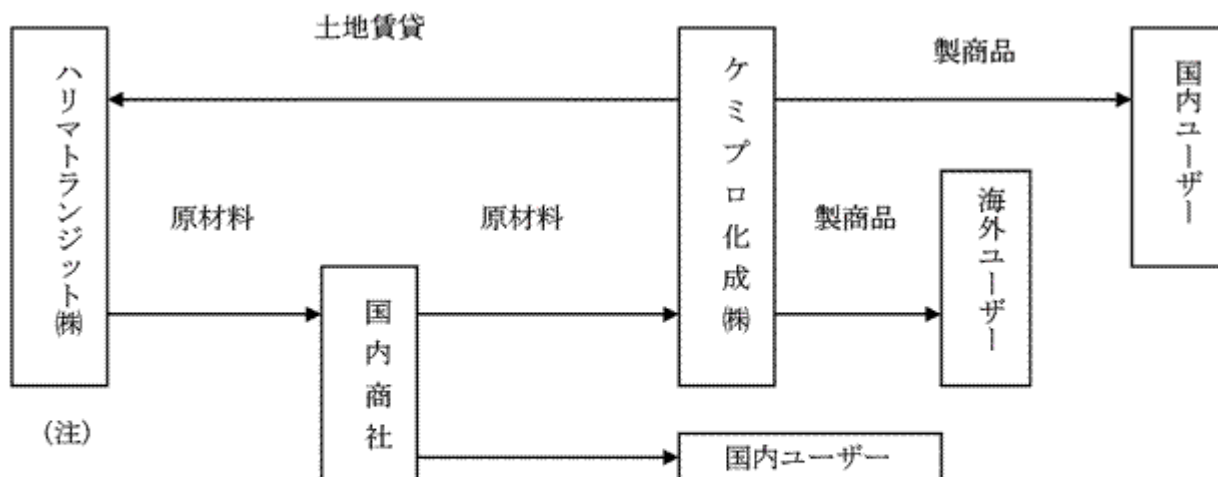 土地賃貸
製商品
ハリマトランジット㈱
ケミプロ化成㈱
国内ユーザー
原材料
原材料
製商品
海外ユーザー
国内商社
(注)
国内ユーザー